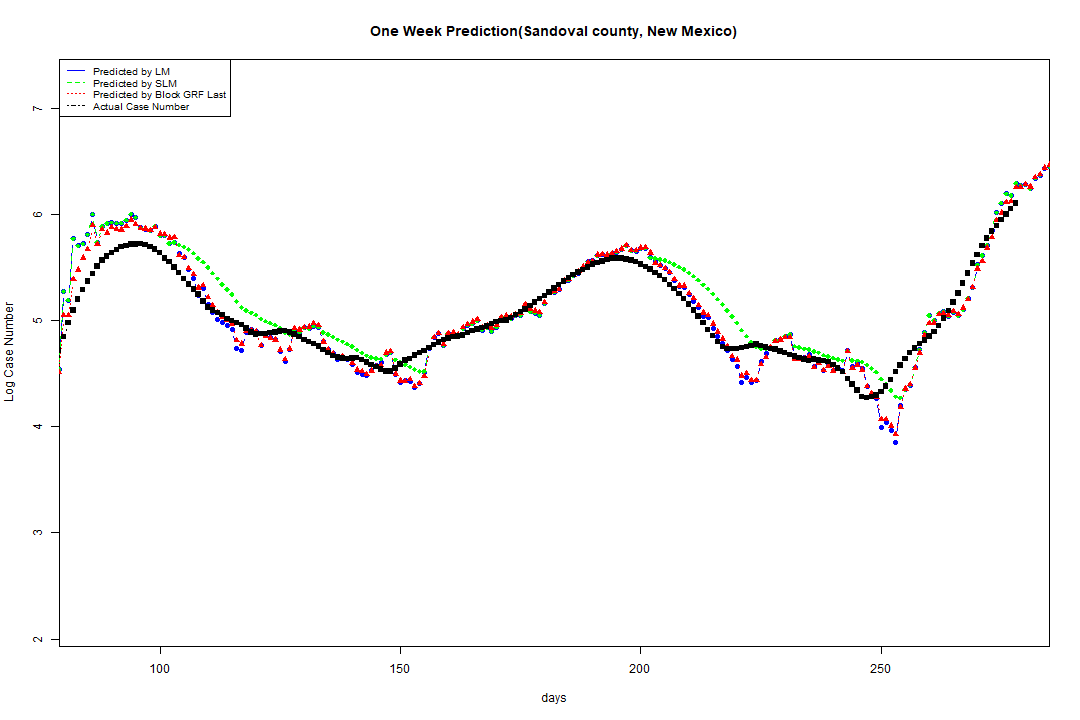 One Week Prediction(Sandoval county, New Mexico)
Predicted by LM
Predicted by SLM
Predicted by Block GRF Last
Actual Case Number
7
6
5
4
3
2
Log Case Number
100
150
200
250
days